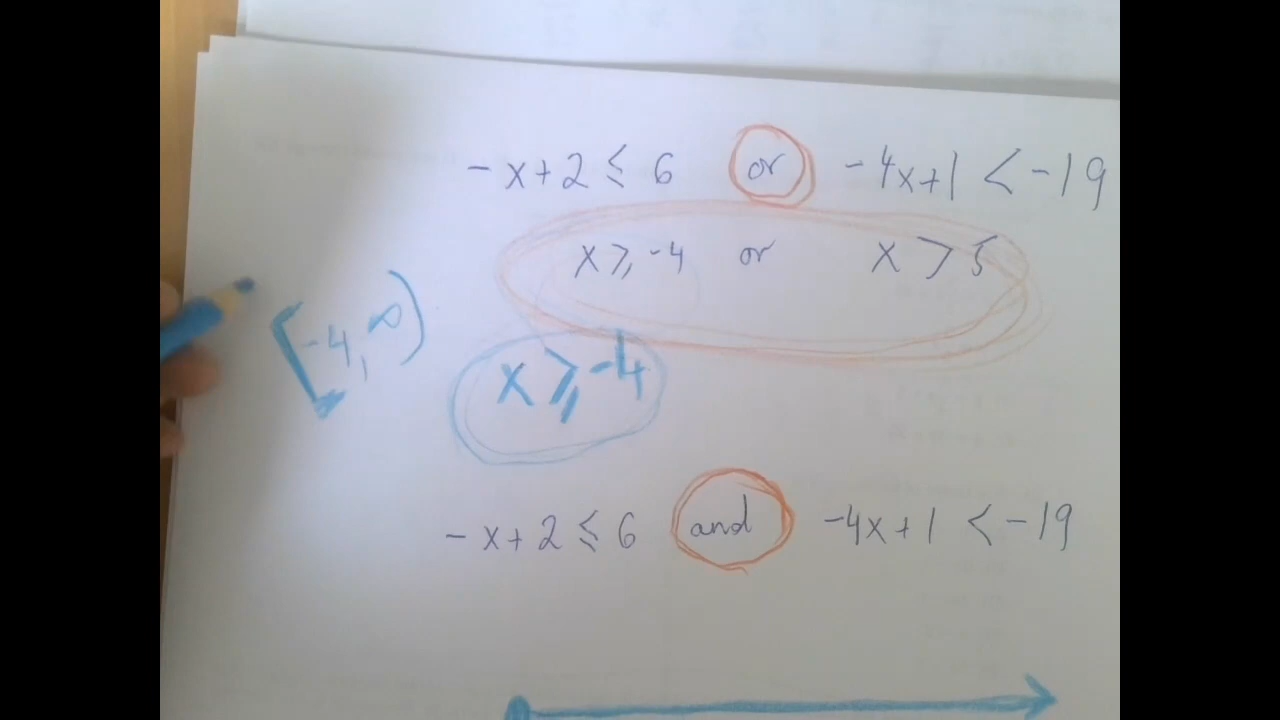 -x+2 ≤ 6 or -4x+1 < -19
x ≥ -4 or x > 5
[-4, ∞)
x ≥ -4
-x+2 ≤ 6 and -4x+1 < -19